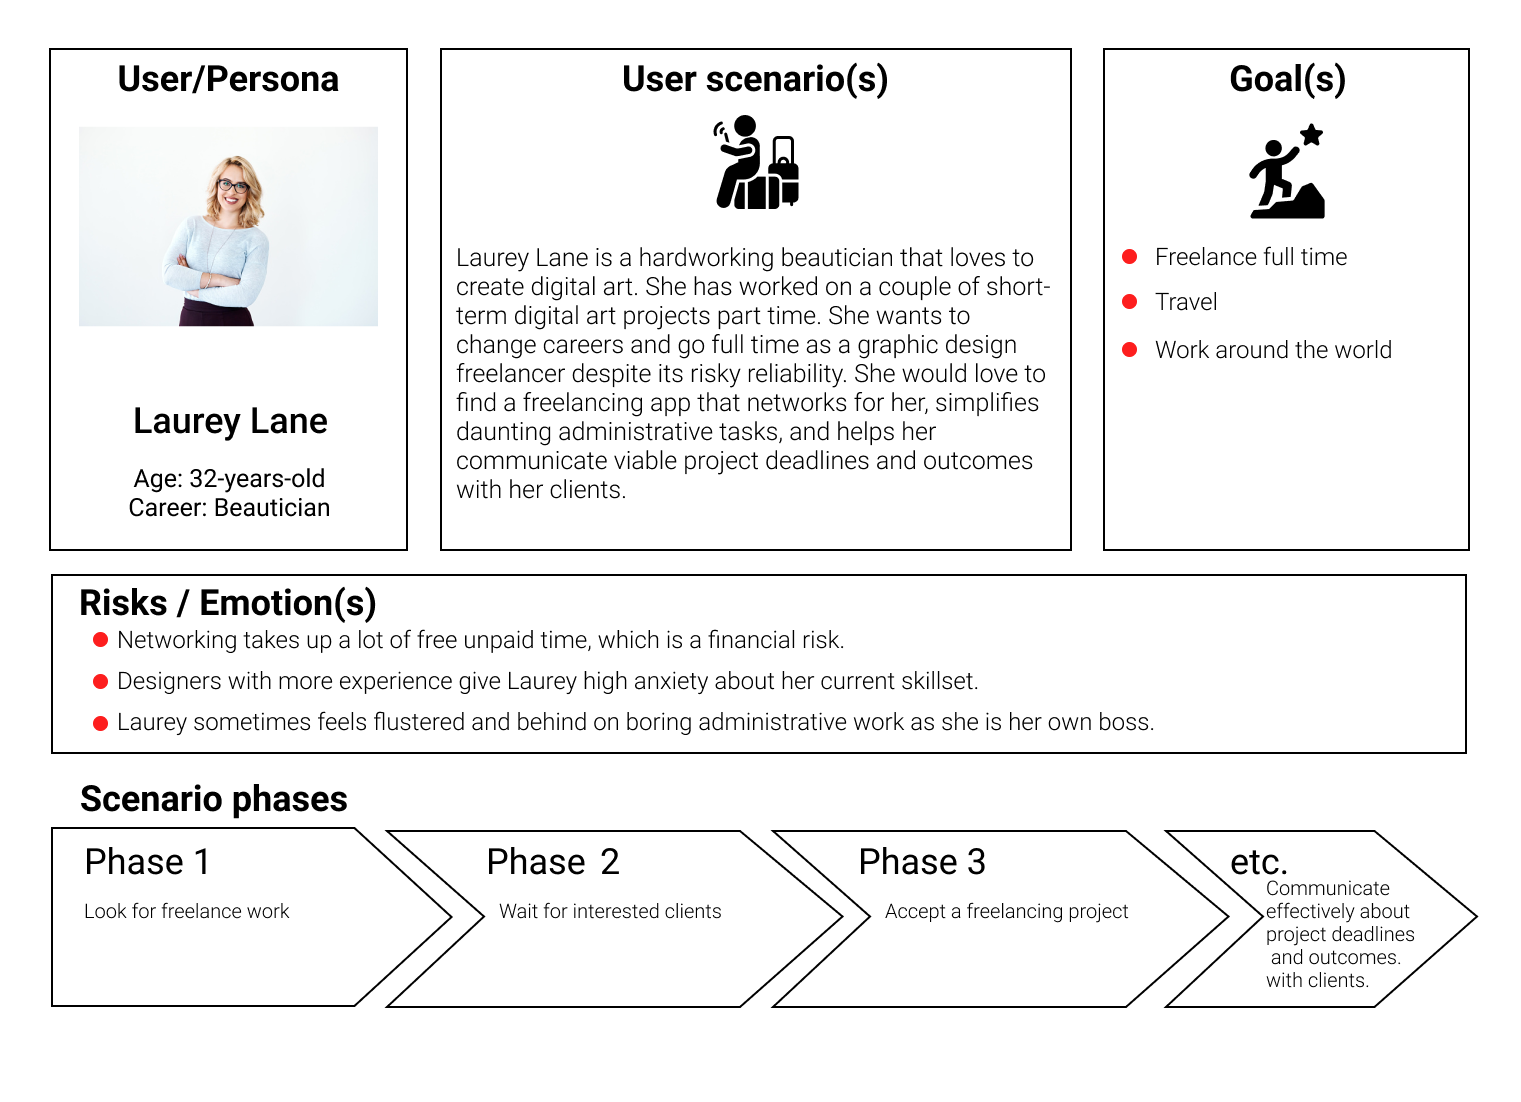 User/Persona
Laurey Lane
Age: 32-years-old
Career: Beautician
User scenario(s)
Laurey Lane is a hardworking beautician that loves to
create digital art. She has worked on a couple of short-
term digital art projects part time. She wants to
change careers and go full time as a graphic design
freelancer despite its risky reliability. She would love to
find a freelancing app that networks for her, simplifies
daunting administrative tasks, and helps her
communicate viable project deadlines and outcomes
with her clients.
Goal(s)
Freelance full time
Travel
Work around the world
Risks / Emotion(s)
Networking takes up a lot of free unpaid time, which is a financial risk.
Designers with more experience give Laurey high anxiety about her current skillset.
Laurey sometimes feels flustered and behind on boring administrative work as she is her own boss.
Scenario phases
Phase 1
Look for freelance work
Phase 2
Wait for interested clients
Phase 3
Accept a freelancing project
etc.
Communicate
effectively about
project deadlines
and outcomes.
with clients.